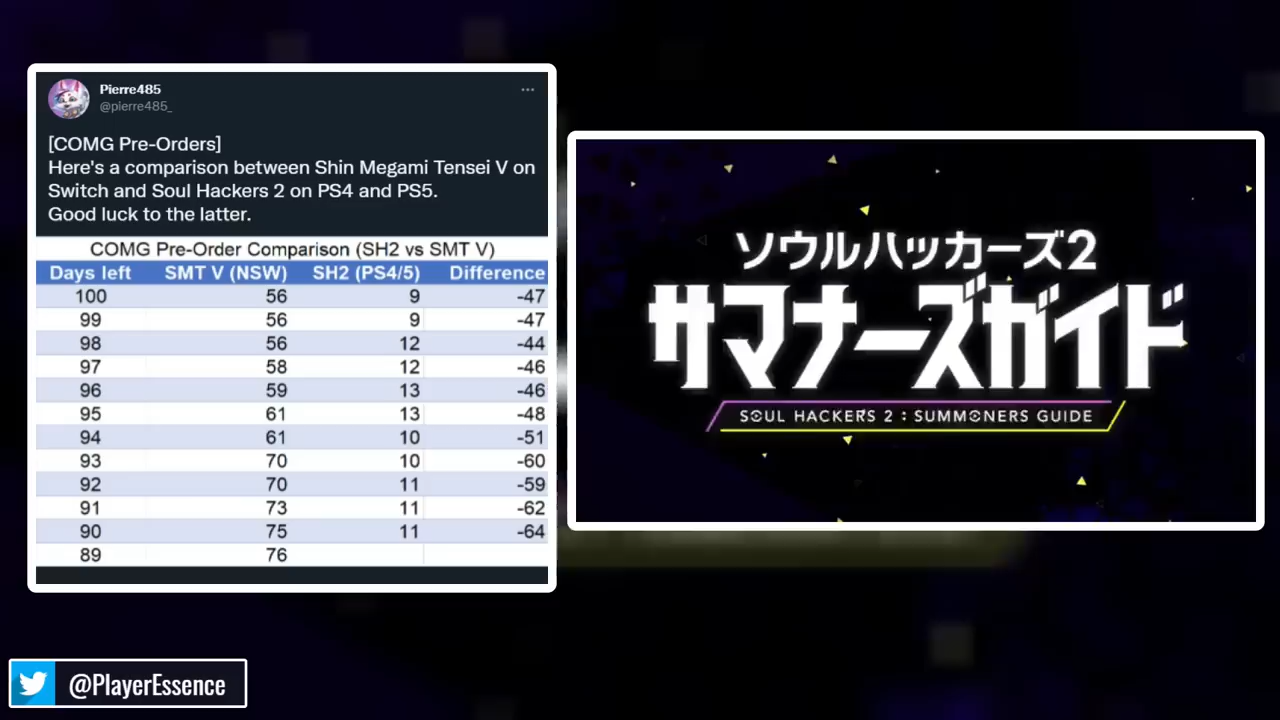 Pierre485
@pierre485_
[COMG Pre-Orders]
Here's a comparison between Shin Megami Tensei V on
Switch and Soul Hackers 2 on PS4 and PS5.
Good luck to the latter.
COMG Pre-Order Comparison (SH2 vs SMT V)
Days left SMT V (NSW) SH2 (PS4/5) Difference
100 56 9 -47
99 56 9 -47
98 56 12 -44
97 58 12 -46
96 59 13 -46
95 61 13 -48
94 61 10 -51
93 70 10 -60
92 70 11 -59
91 73 11 -62
90 75 11 -64
89 76
ソウルハッカーズ2
サマナーズガイド
SOUL HACKERS 2 : SUMMONERS GUIDE
@PlayerEssence